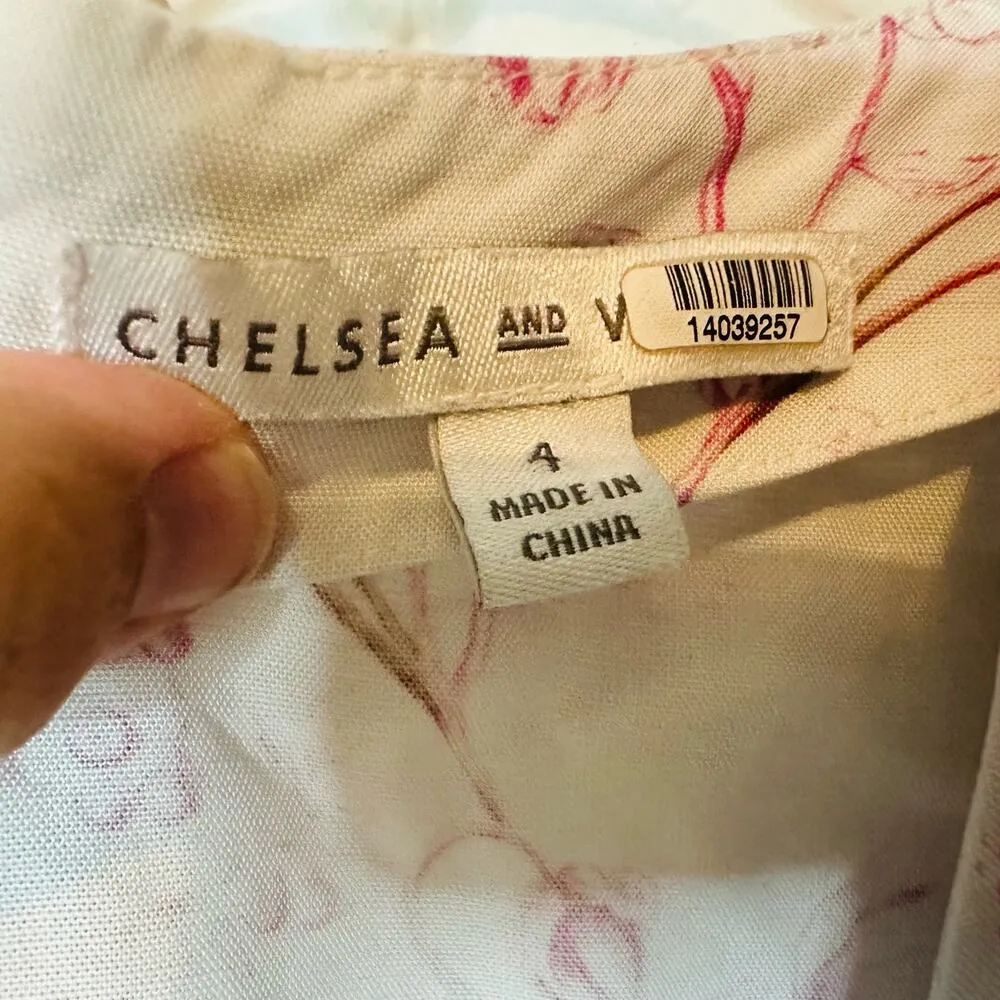 CHELSEA AND V
14039257
4
MADE IN
CHINA